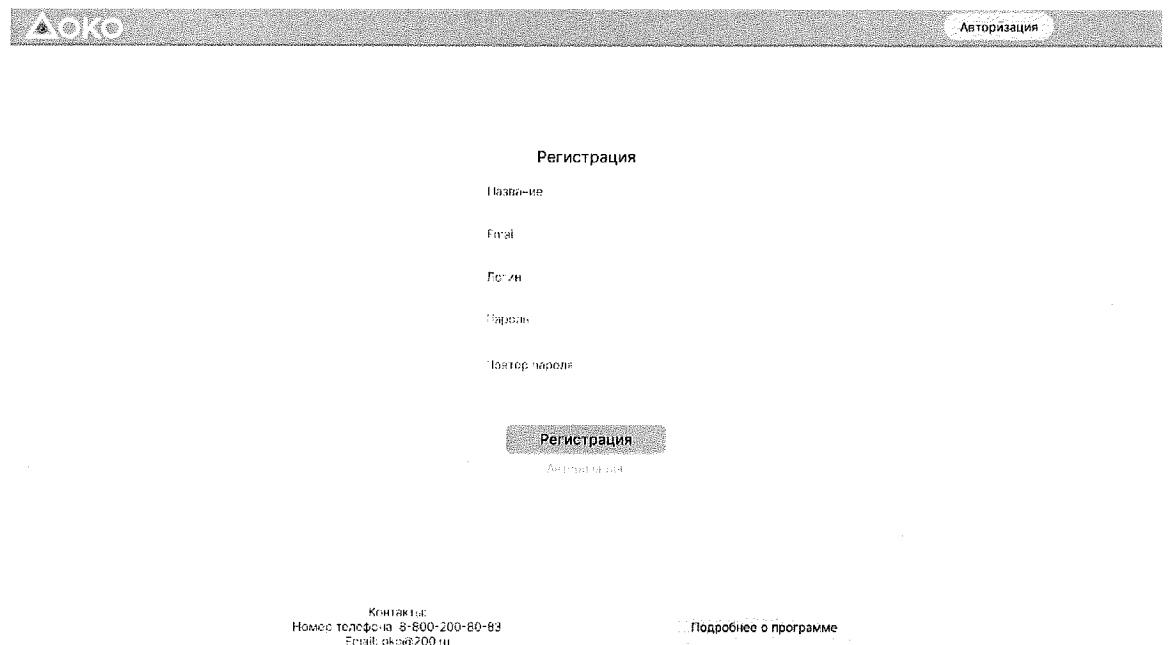 ОКО
Авторизация
Регистрация
Название
Email
Логин
Пароль
Повтор пароля
Регистрация
Авторизация
Контакты:
Номер телефона: 8-800-200-80-83
Email: oko@200.ru
Подробнее о программе